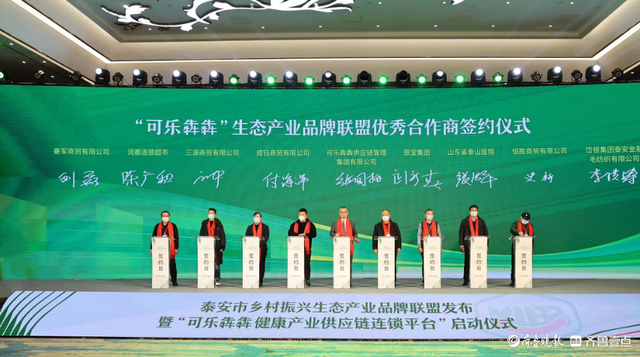 “可乐犇犇”生态产业品牌联盟优秀合作商签约仪式
豪军商贸有限公司 润都连锁超市 三源商贸有限公司 成钰商贸有限公司 可乐犇犇供应链管理集团有限公司 银宝集团 山东省泰山医院 恒胜商贸有限公司 岱银集团泰安金飞毛纺织有限公司
签约台 签约台 签约台 签约台 签约台 签约台 签约台 签约台 签约台
泰安市乡村振兴生态产业品牌联盟发布
暨“可乐犇犇健康产业供应链连锁平台”启动仪式
齐鲁晚报 齐鲁壹点